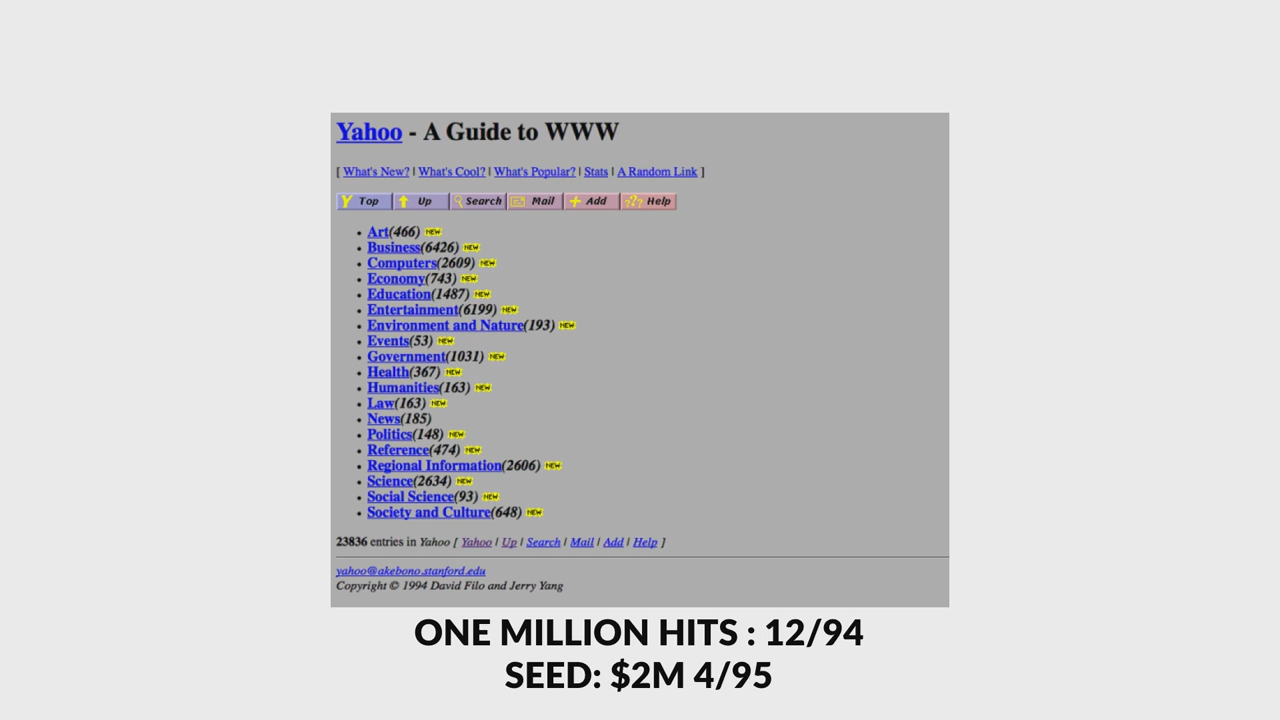 Yahoo - A Guide to WWW
[ What's New? | What's Cool? | What's Popular? | Stats | A Random Link ]
Top Up Search Mail Add Help
Art(466) NEW
Business(6426) NEW
Computers(2609) NEW
Economy(743) NEW
Education(1487) NEW
Entertainment(6199) NEW
Environment and Nature(193) NEW
Events(53) NEW
Government(1031) NEW
Health(367) NEW
Humanities(163) NEW
Law(163) NEW
News(185)
Politics(148) NEW
Reference(474) NEW
Regional Information(2606) NEW
Science(2634) NEW
Social Science(93) NEW
Society and Culture(648) NEW
23836 entries in Yahoo [ Yahoo | Up | Search | Mail | Add | Help ]
yahoo@akebono.stanford.edu
Copyright © 1994 David Filo and Jerry Yang
ONE MILLION HITS : 12/94
SEED: $2M 4/95